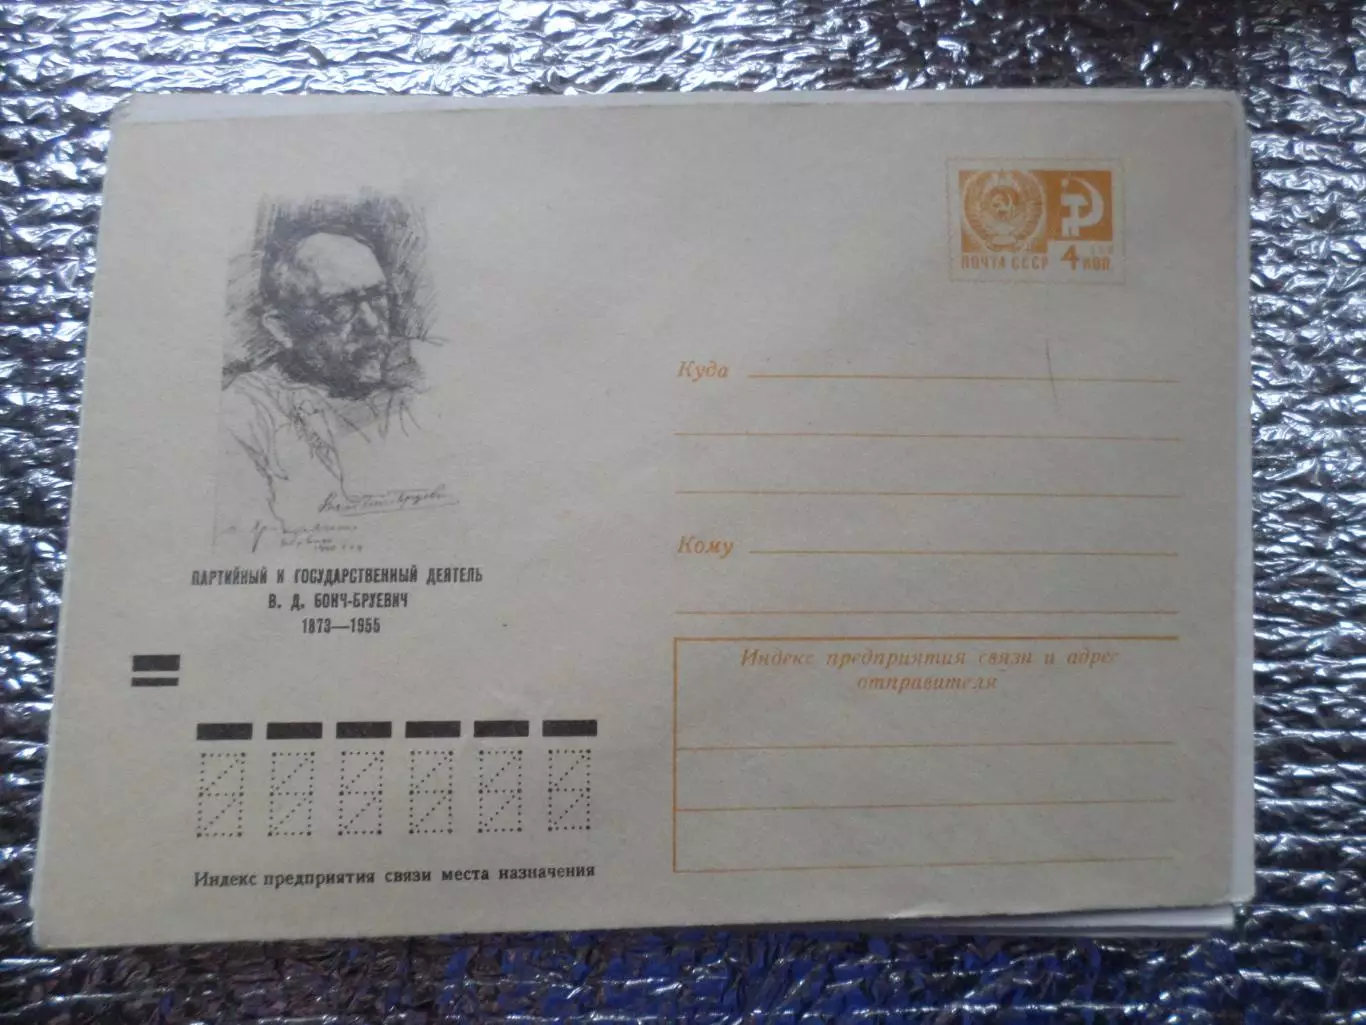 ПОЧТА СССР 4 КОП.
Куда
Кому
ПАРТИЙНЫЙ И ГОСУДАРСТВЕННЫЙ ДЕЯТЕЛЬ
В. Д. БОНЧ-БРУЕВИЧ
1873—1955
Индекс предприятия связи и адрес
отправителя
Индекс предприятия связи места назначения